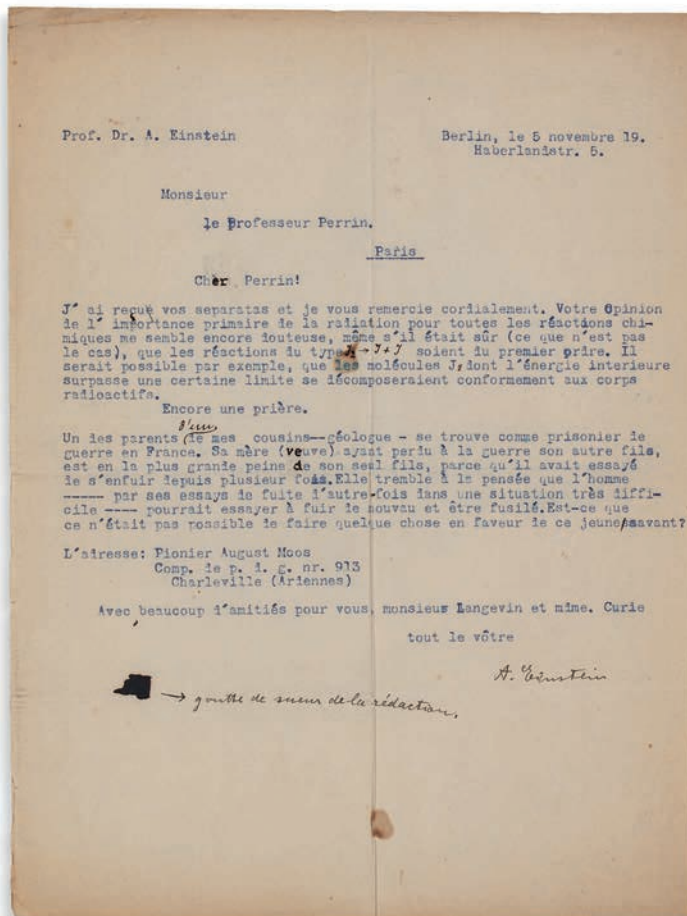 Prof. Dr. A. Einstein
Berlin, le 5 novembre 19.
Haberlandstr. 5.
Monsieur
le Professeur Perrin.
Paris
Cher Perrin!
J' ai reçue vos separatas et je vous remercie cordialement. Votre Opinion
de l' importance primaire de la radiation pour toutes les réactions chi-
miques me semble encore douteuse, même s'il était sûr (ce que n'est pas
le cas), que les réactions du type → J + J soient du premier ordre. Il
serait possible par exemple, que les molécules J, dont l'énergie interieure
surpasse une certaine limite se décomposeraient conformement aux corps
radioactifs.
Encore une prière.
d'un
Un des parents de mes cousins--géologue - se trouve comme prisonier de
guerre en France. Sa mère (veuve) ayant perdu à la guerre son autre fils,
est en la plus grande peine de son seul fils, parce qu'il avait essayé
de s'enfuir depuis plusieur fois.Elle tremble à la pensée que l'homme
----- par ses essays de fuite d'autre-fois dans une situation très diffi-
cile ---- pourrait essayer à fuir de nouvau et être fusilé.Est-ce que
ce n'était pas possible de faire quelque chose en faveur de ce jeune savant?
L'adresse: Pionier August Moos
Comp. de p. d. g. nr. 913
Charleville (Ardennes)
Avec beaucoup d'amitiés pour vous, monsieur Langevin et mdme. Curie
tout le vôtre
A. Einstein
→ goutte de sueur de la rédaction.